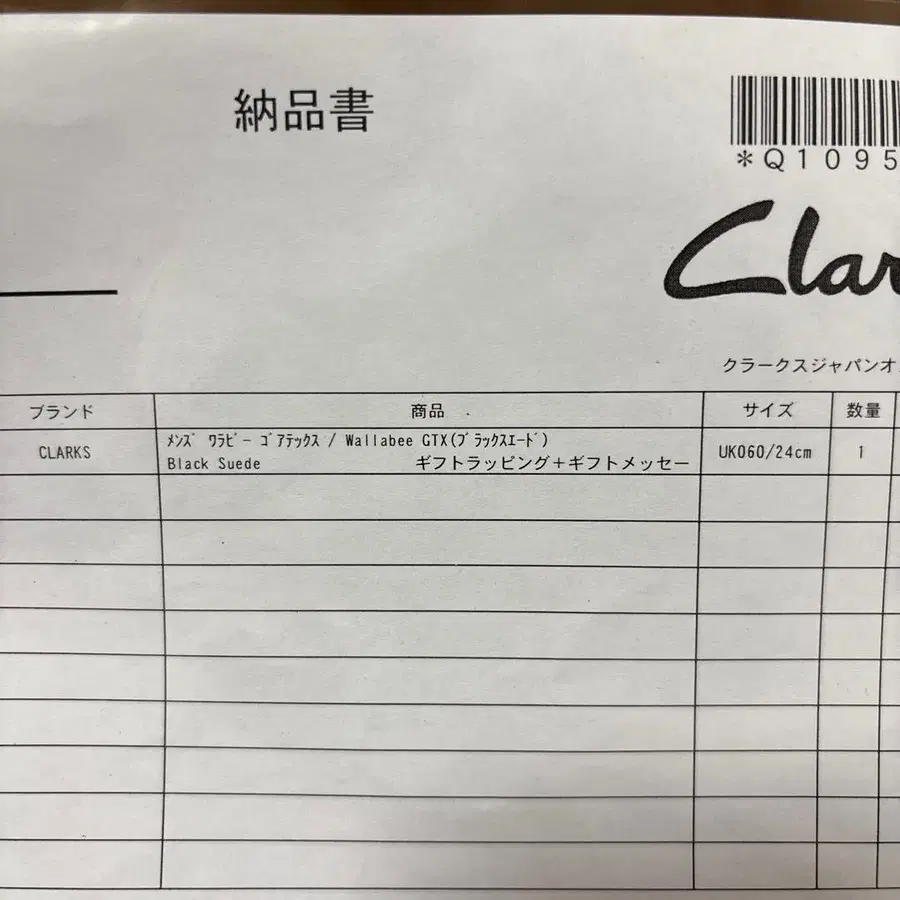 納品書
*Q1095
Clar
クラークスジャパンオ
ブランド 商品 サイズ 数量
CLARKS ﾒﾝｽﾞ ﾜﾗﾋﾞｰ ｺﾞｱﾃｯｸｽ / Wallabee GTX(ﾌﾞﾗｯｸｽｴｰﾄﾞ) UK060/24cm 1
Black Suede ギフトラッピング＋ギフトメッセー